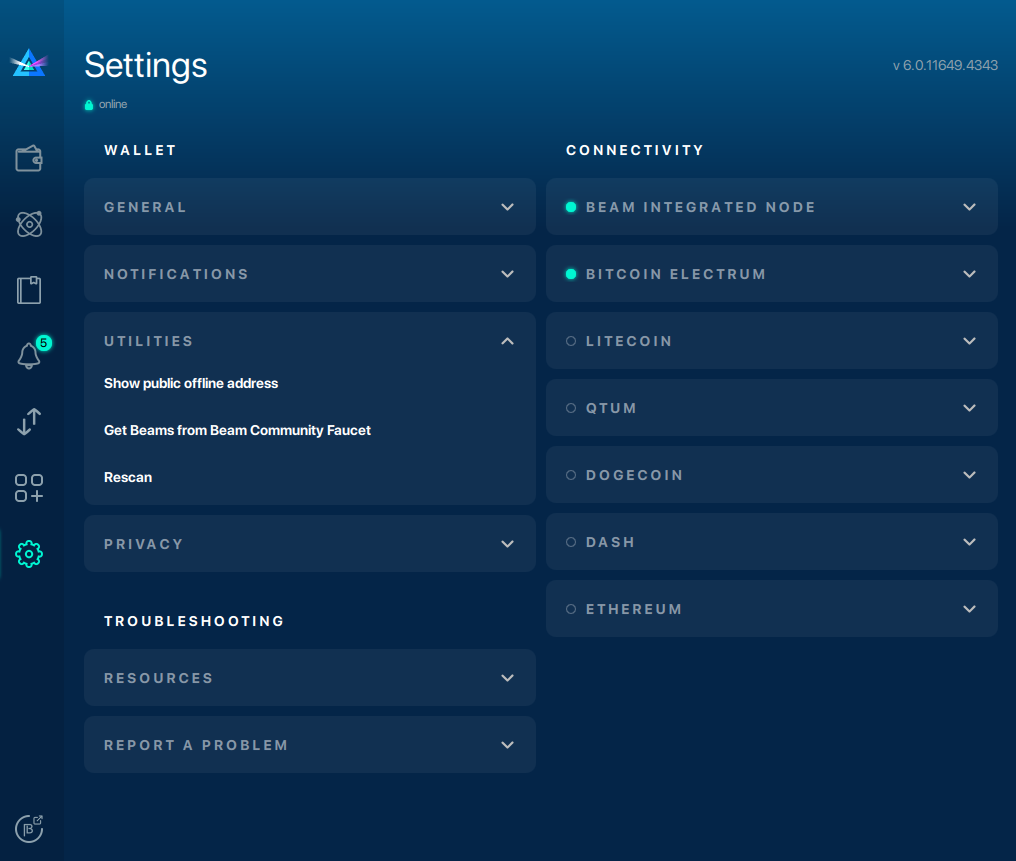 Settings
v 6.0.11649.4343
online
WALLET
GENERAL
NOTIFICATIONS
UTILITIES
Show public offline address
Get Beams from Beam Community Faucet
Rescan
PRIVACY
TROUBLESHOOTING
RESOURCES
REPORT A PROBLEM
CONNECTIVITY
BEAM INTEGRATED NODE
BITCOIN ELECTRUM
LITECOIN
QTUM
DOGECOIN
DASH
ETHEREUM
5